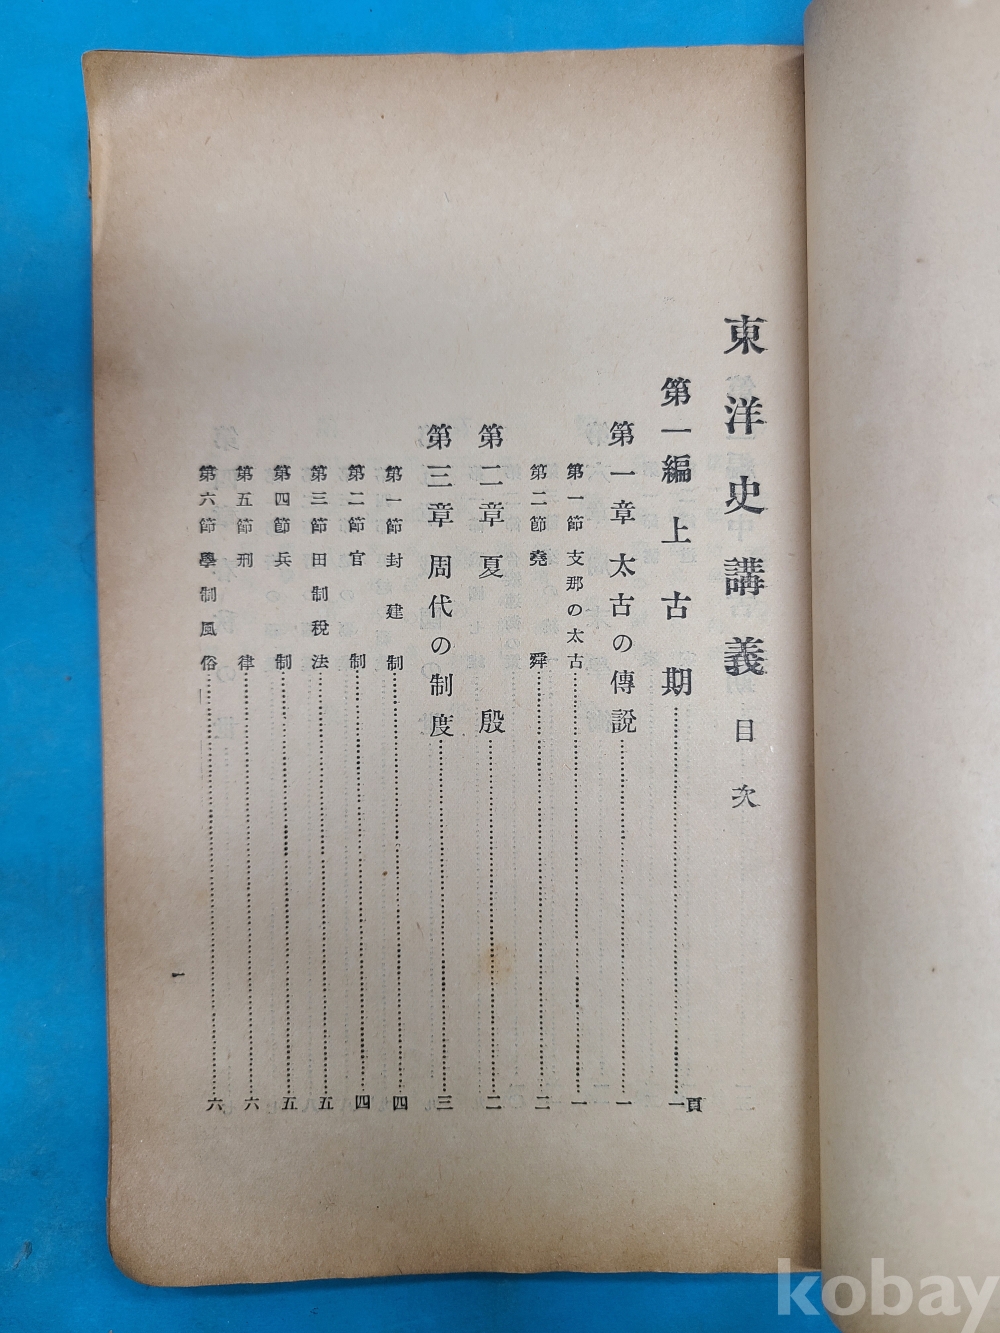 東洋史講義 目次
第一編 上古期 一頁
第一章 太古の傳說 一
第一節 支那の太古 一
第二節 堯舜 二
第二章 夏殷 二
第三章 周代の制度 三
第一節 封建制 四
第二節 官制 四
第三節 田制稅法 五
第四節 兵制 五
第五節 刑律 六
第六節 學制風俗 六
一
kobay